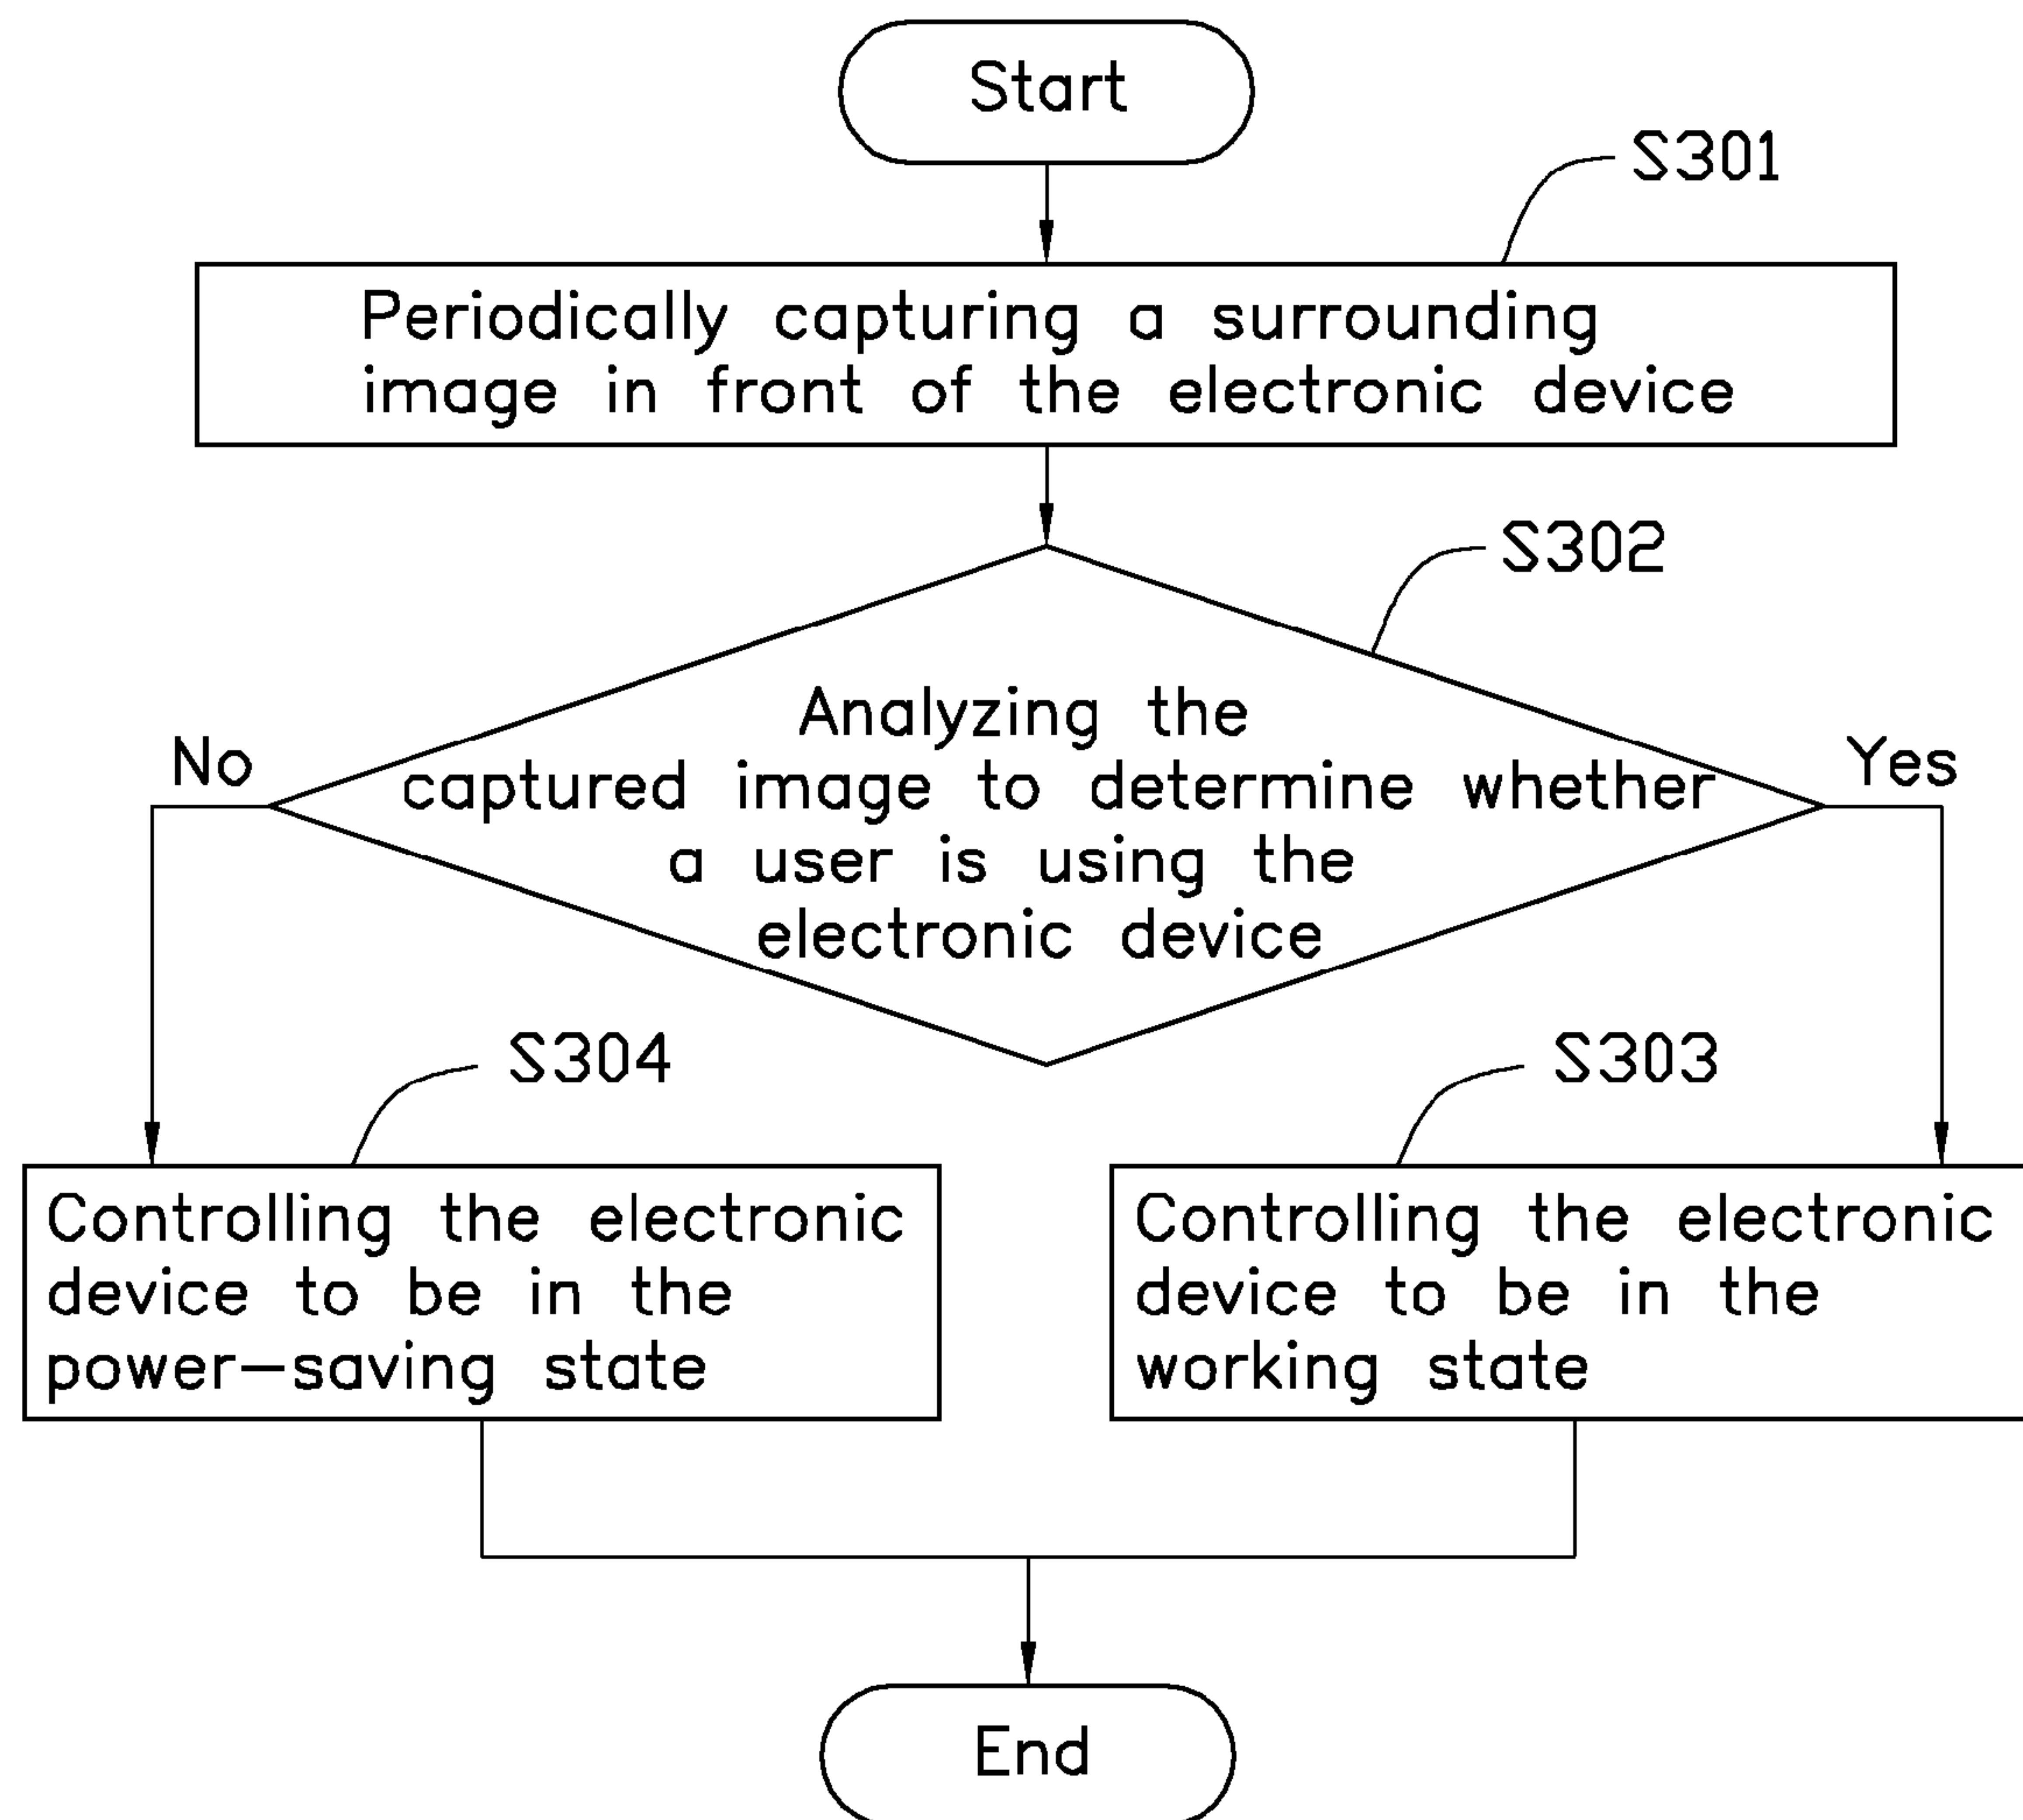 Start
S301
Periodically capturing a surrounding
image in front of the electronic device
S302
Analyzing the
captured image to determine whether
a user is using the
electronic device
No
Yes
S304
S303
Controlling the electronic
device to be in the
power-saving state
Controlling the electronic
device to be in the
working state
End